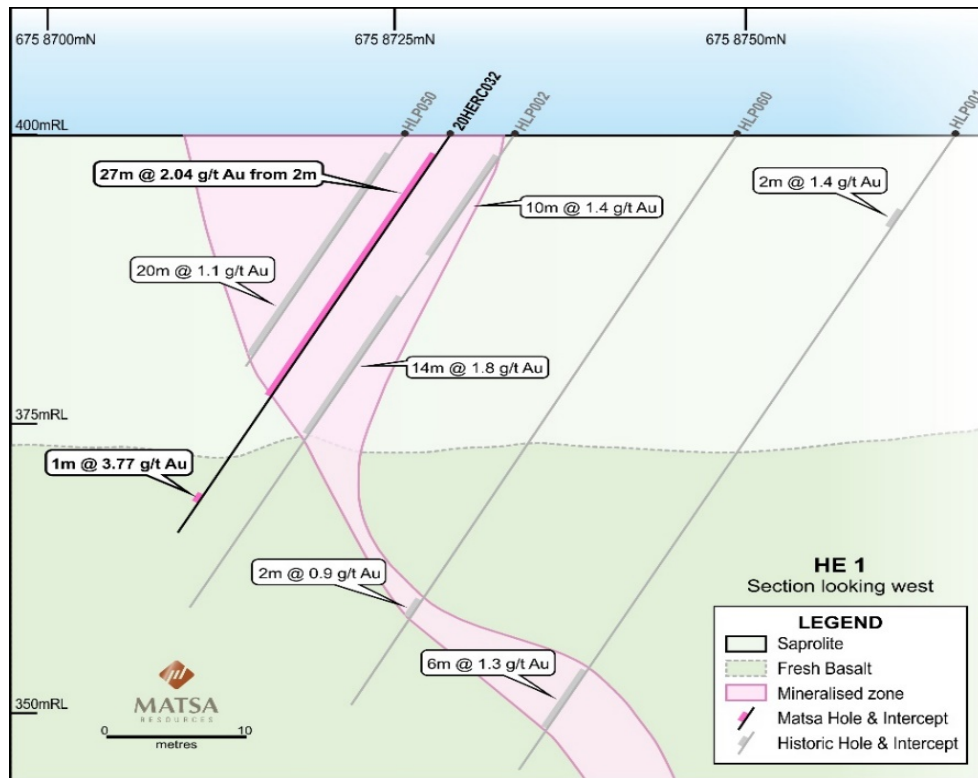 675 8700mN
675 8725mN
675 8750mN
HLP050
20HERC032
HLP002
HLP060
HLP001
400mRL
27m @ 2.04 g/t Au from 2m
2m @ 1.4 g/t Au
10m @ 1.4 g/t Au
20m @ 1.1 g/t Au
14m @ 1.8 g/t Au
375mRL
1m @ 3.77 g/t Au
2m @ 0.9 g/t Au
6m @ 1.3 g/t Au
350mRL
MATSA
RESOURCES
0 10
metres
HE 1
Section looking west
LEGEND
Saprolite
Fresh Basalt
Mineralised zone
Matsa Hole & Intercept
Historic Hole & Intercept